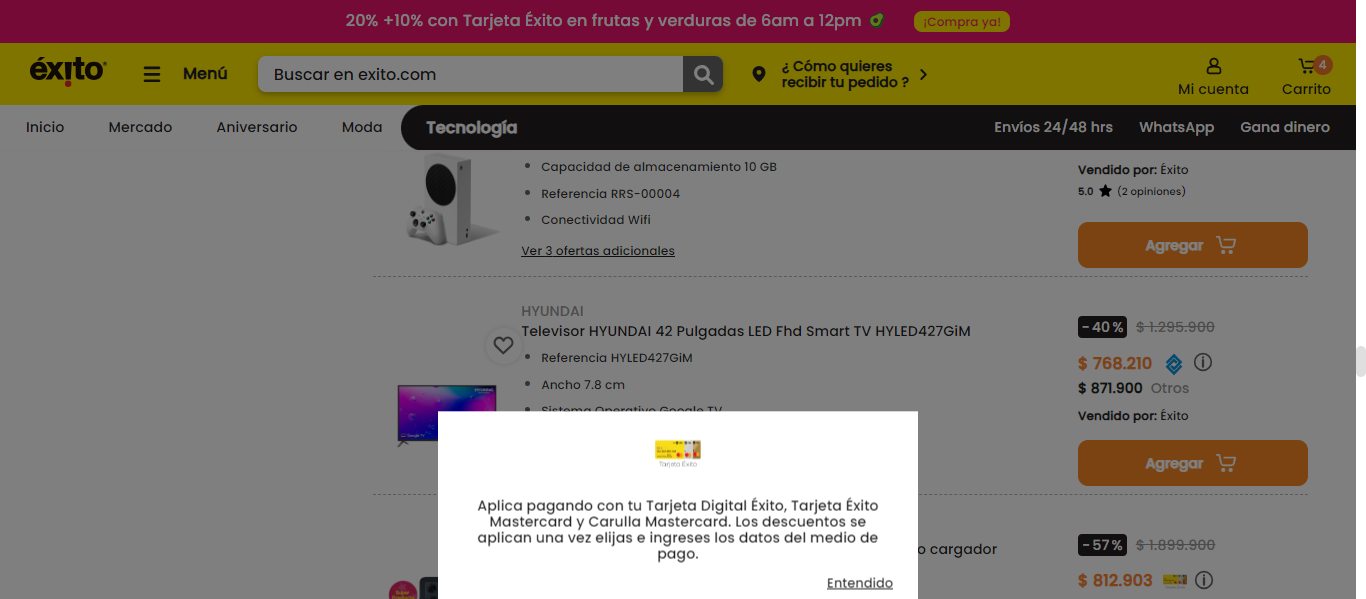 20% +10% con Tarjeta Éxito en frutas y verduras de 6am a 12pm
¡Compra ya!
éxito
Menú
Buscar en exito.com
¿ Cómo quieres
recibir tu pedido ?
Mi cuenta
4
Carrito
Inicio
Mercado
Aniversario
Moda
Tecnología
Envíos 24/48 hrs
WhatsApp
Gana dinero
Capacidad de almacenamiento 10 GB
Referencia RRS-00004
Conectividad Wifi
Ver 3 ofertas adicionales
Vendido por: Éxito
5.0 (2 opiniones)
Agregar
HYUNDAI
Televisor HYUNDAI 42 Pulgadas LED Fhd Smart TV HYLED427GiM
Referencia HYLED427GiM
Ancho 7.8 cm
Sistema Operativo Google TV
HYUNDAI
Google TV
- 40 % $ 1.295.900
$ 768.210
$ 871.900 Otros
Vendido por: Éxito
Agregar
Tarjeta Éxito
Aplica pagando con tu Tarjeta Digital Éxito, Tarjeta Éxito
Mastercard y Carulla Mastercard. Los descuentos se
aplican una vez elijas e ingreses los datos del medio de
pago.
Entendido
o cargador
- 57 % $ 1.899.900
$ 812.903